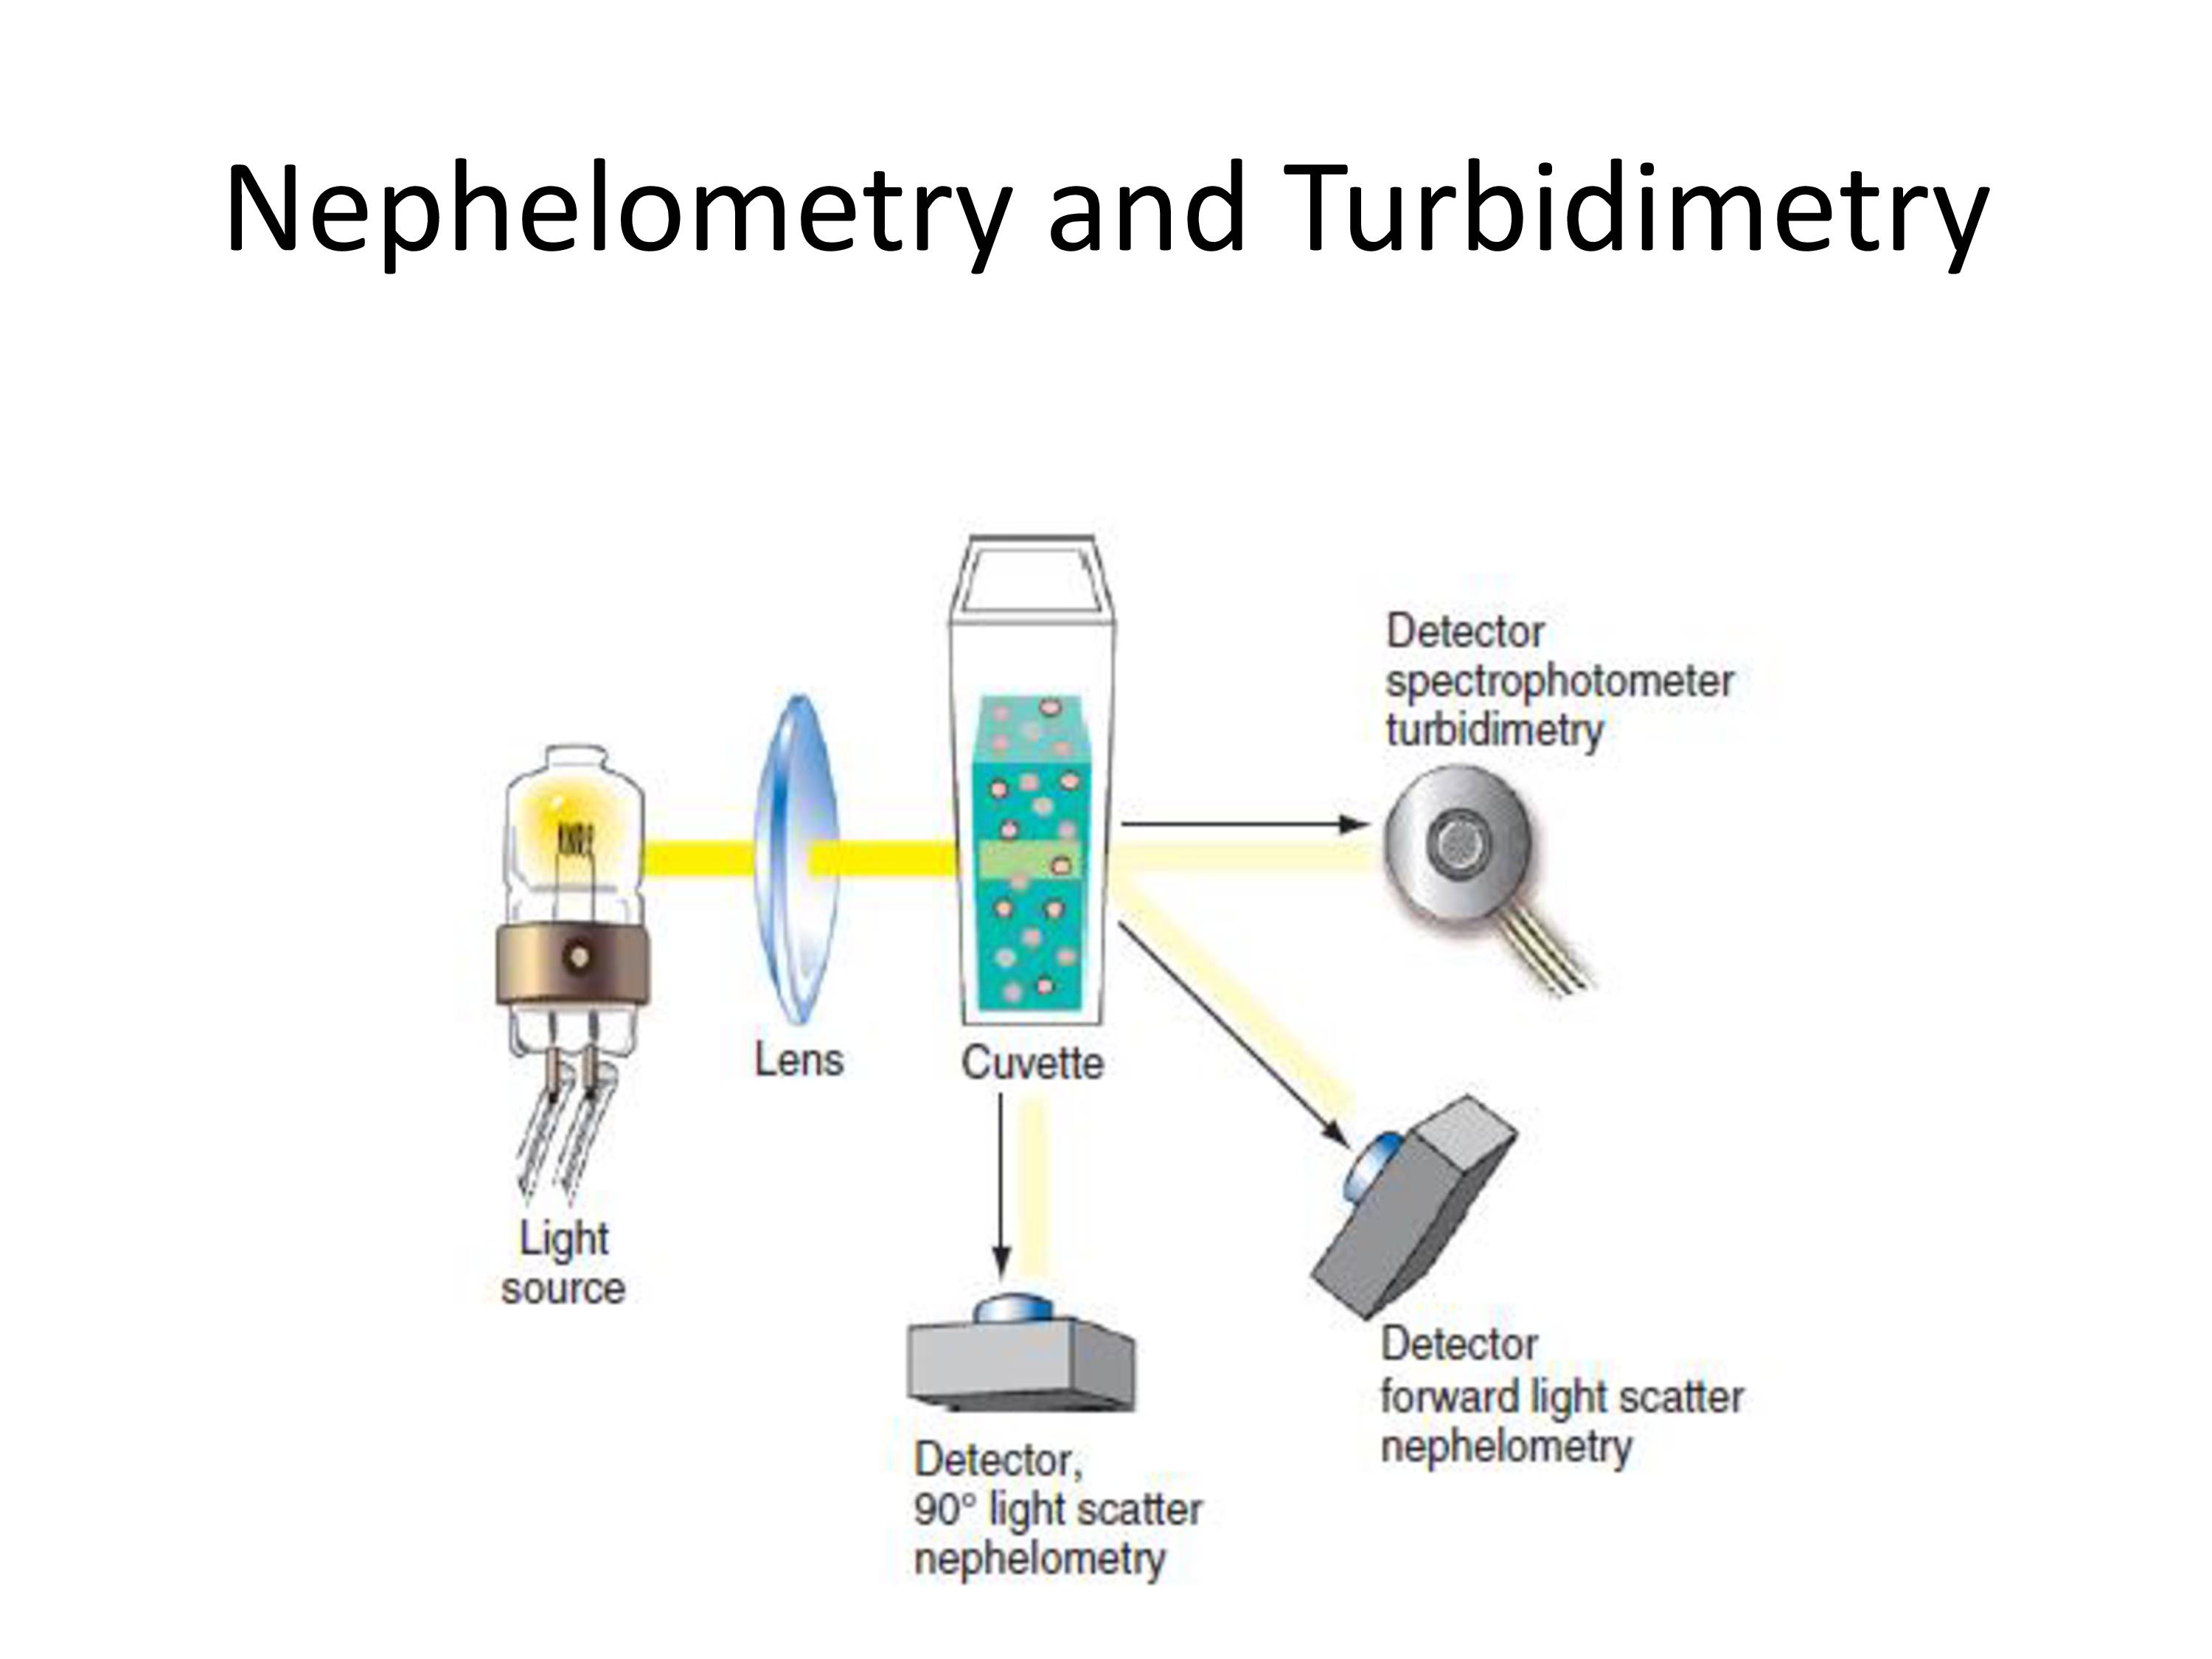 Nephelometry and Turbidimetry
Detector
spectrophotometer
turbidimetry
Lens
Cuvette
Light
source
Detector
forward light scatter
nephelometry
Detector,
90° light scatter
nephelometry